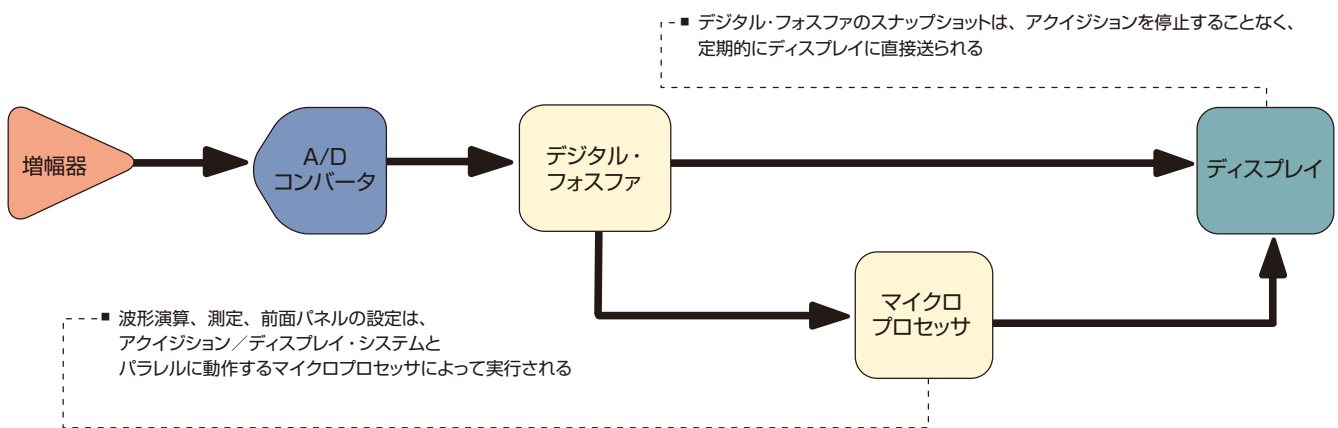 ■ デジタル・フォスファのスナップショットは、アクイジションを停止することなく、
定期的にディスプレイに直接送られる
増幅器
A/D
コンバータ
デジタル・
フォスファ
ディスプレイ
マイクロ
プロセッサ
■ 波形演算、測定、前面パネルの設定は、
アクイジション／ディスプレイ・システムと
パラレルに動作するマイクロプロセッサによって実行される